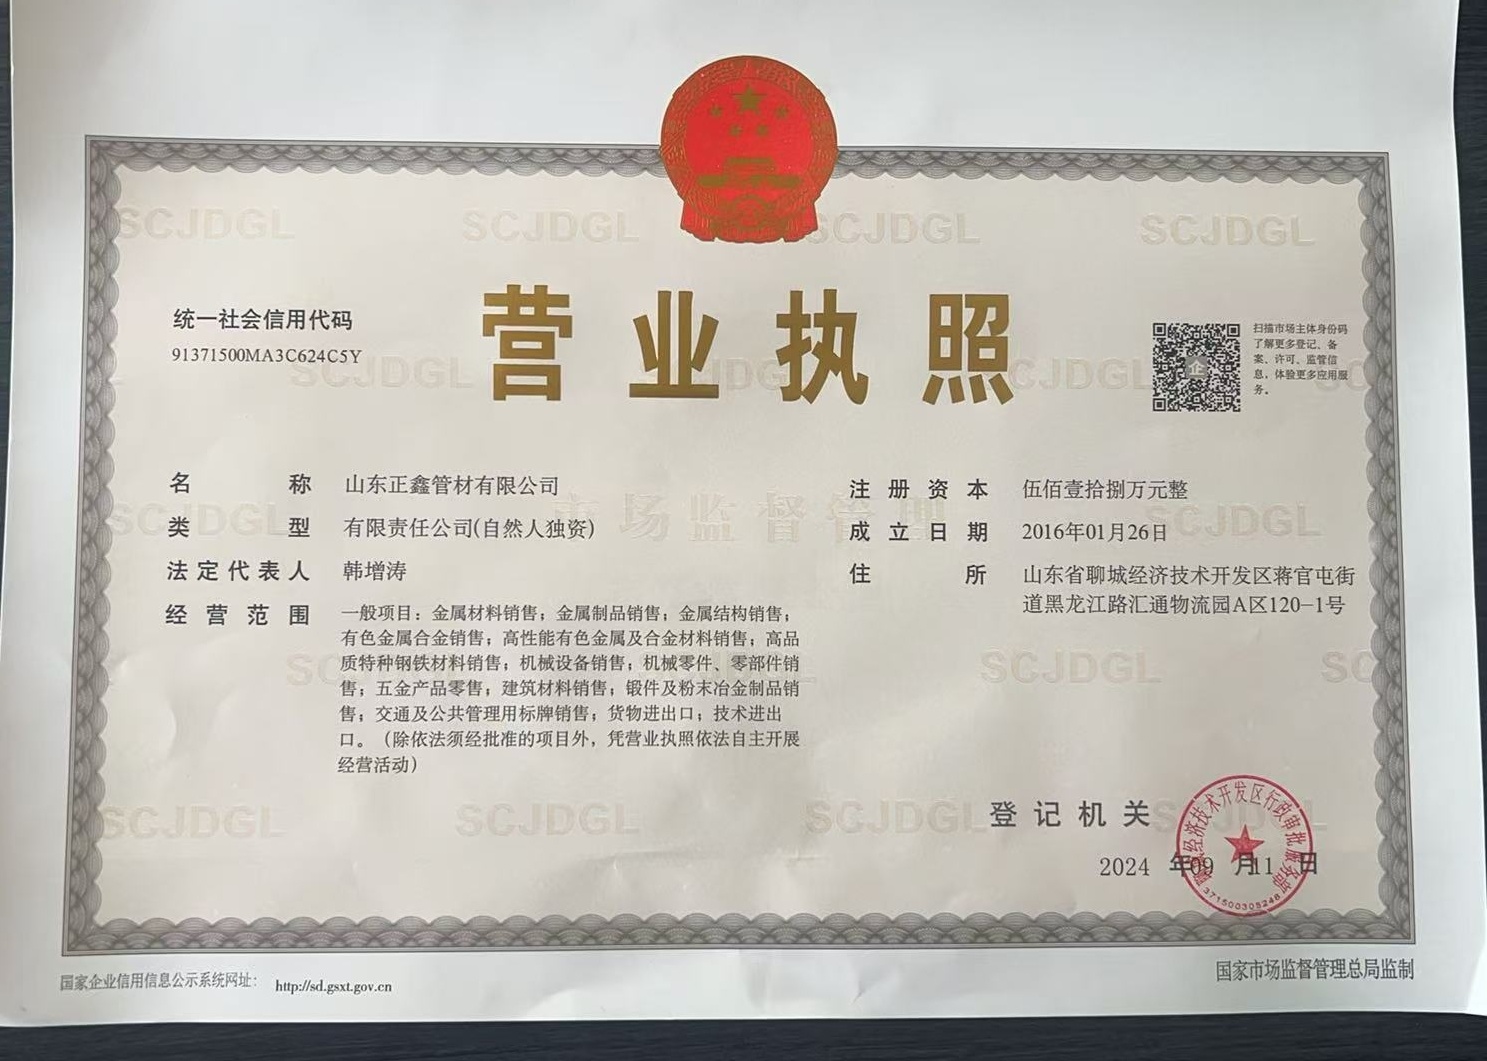 统一社会信用代码
91371500MA3C624C5Y
营业执照
扫描市场主体身份码
了解更多登记、备
案、许可、监管信
息，体验更多应用服
务。
名称 山东正鑫管材有限公司
类型 有限责任公司(自然人独资)
法定代表人 韩增涛
经营范围 一般项目：金属材料销售；金属制品销售；金属结构销售；
有色金属合金销售；高性能有色金属及合金材料销售；高品
质特种钢铁材料销售；机械设备销售；机械零件、零部件销
售；五金产品零售；建筑材料销售；锻件及粉末冶金制品销
售；交通及公共管理用标牌销售；货物进出口；技术进出
口。（除依法须经批准的项目外，凭营业执照依法自主开展
经营活动）
注册资本 伍佰壹拾捌万元整
成立日期 2016年01月26日
住所 山东省聊城经济技术开发区蒋官屯街
道黑龙江路汇通物流园A区120-1号
登记机关
2024 年09 月11 日
国家企业信用信息公示系统网址： http://sd.gsxt.gov.cn
国家市场监督管理总局监制
SCJDGL
市场监督管理